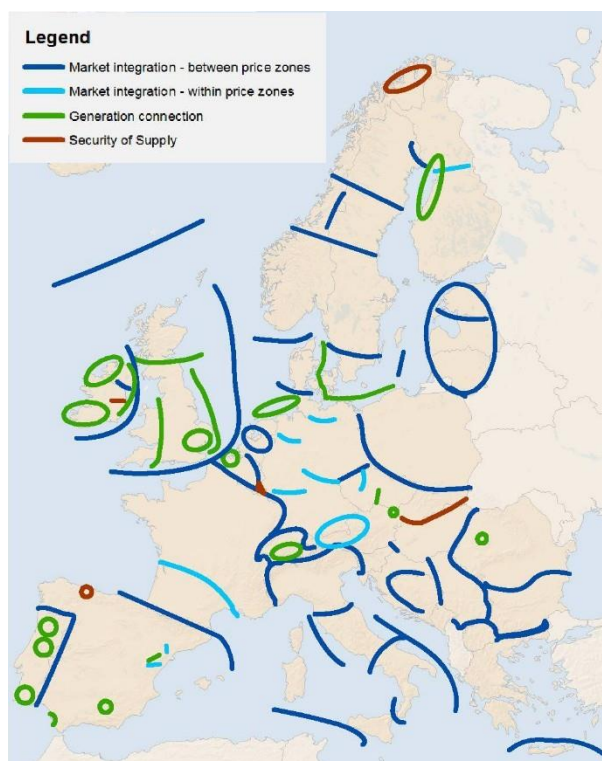 Legend
Market integration - between price zones
Market integration - within price zones
Generation connection
Security of Supply